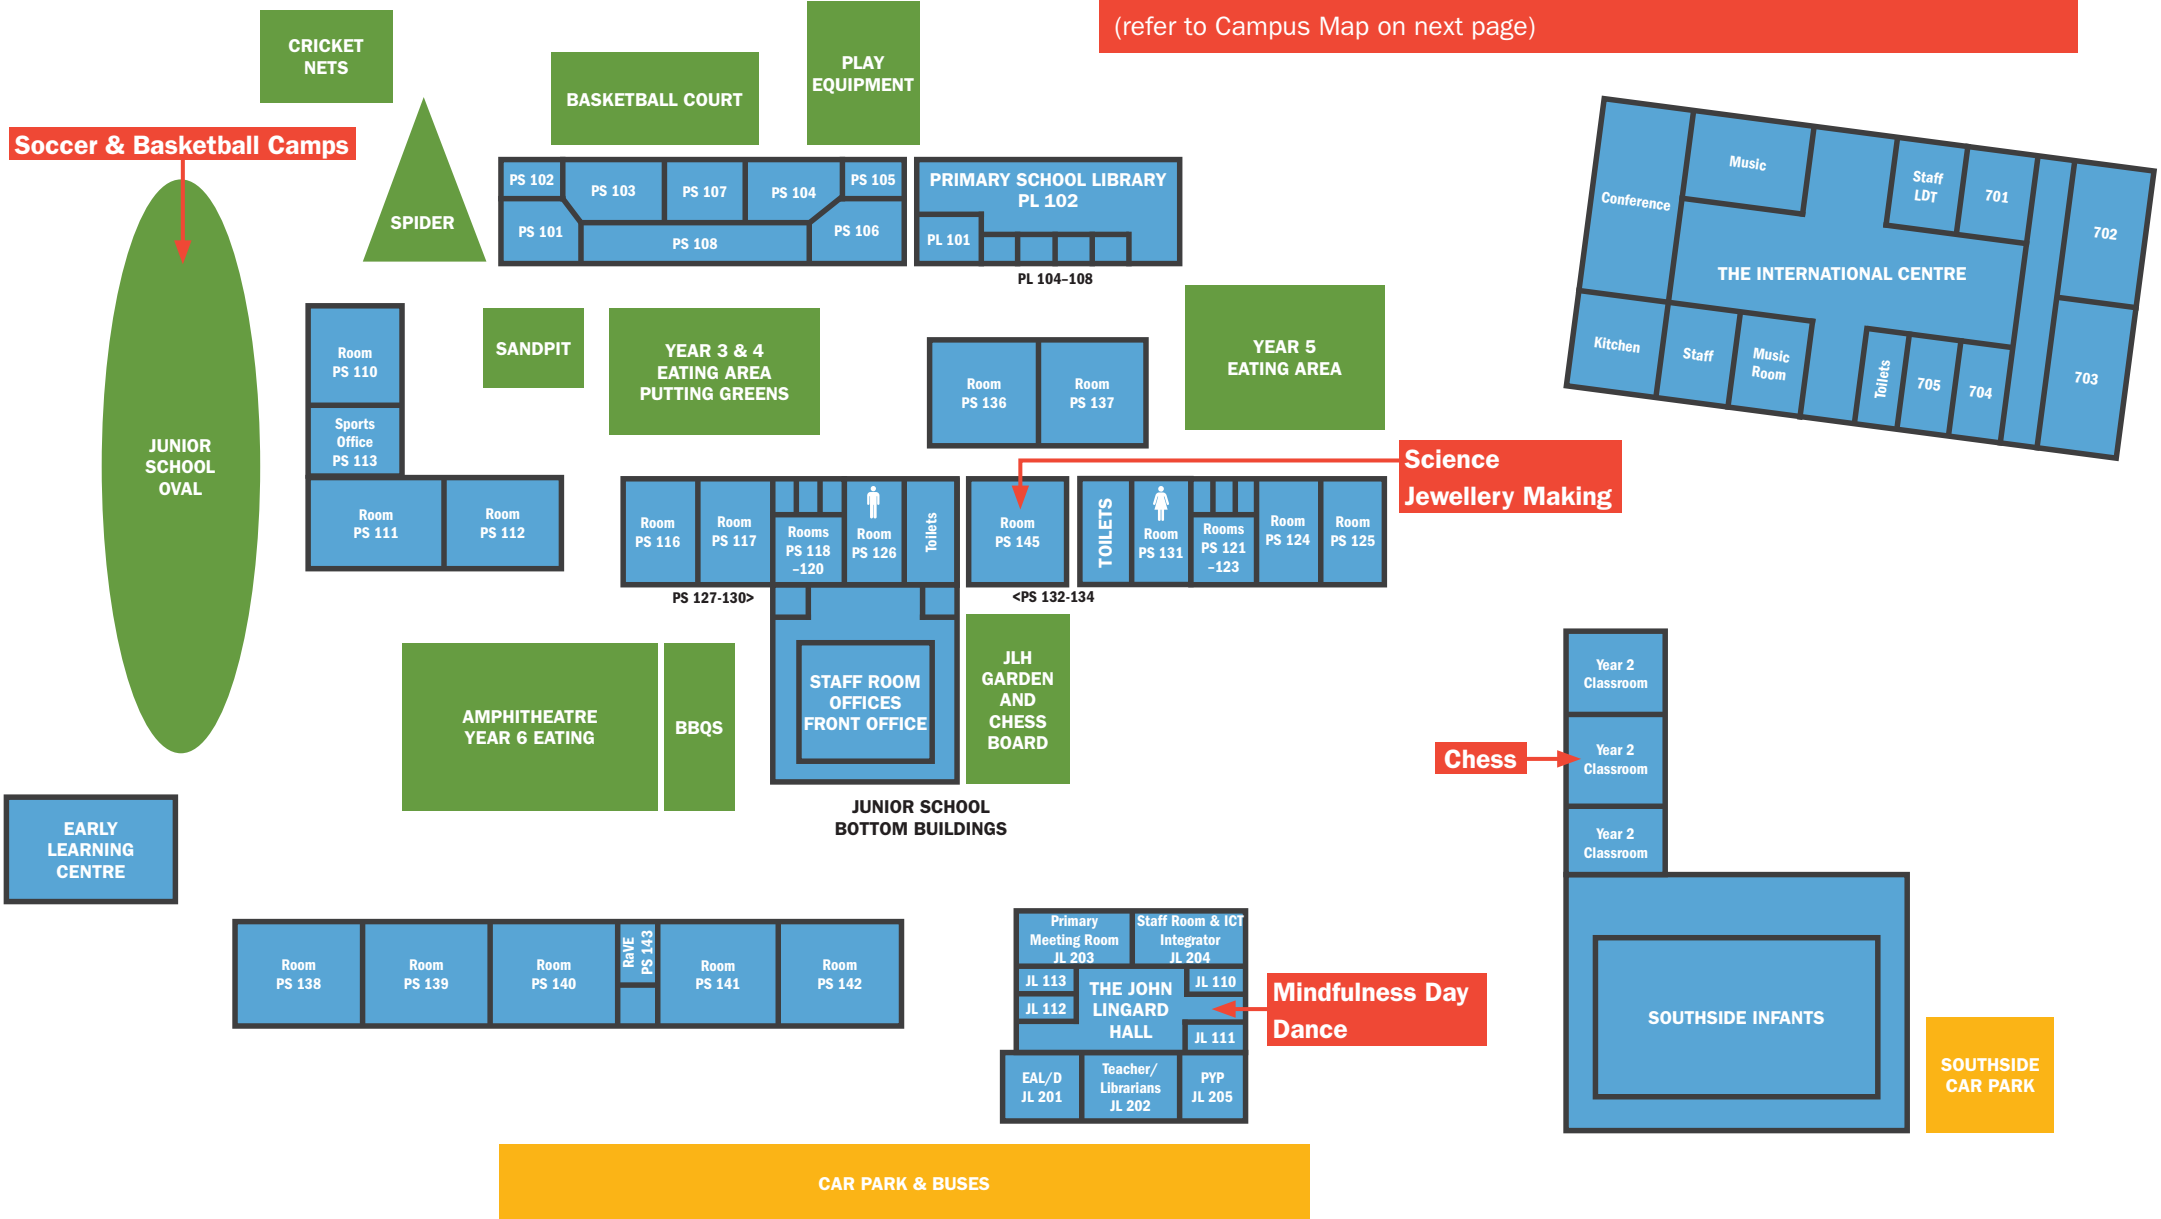 (refer to Campus Map on next page)
CRICKET
NETS
BASKETBALL COURT
PLAY
EQUIPMENT
Soccer & Basketball Camps
SPIDER
PS 102
PS 103
PS 107
PS 104
PS 105
PS 101
PS 108
PS 106
PRIMARY SCHOOL LIBRARY
PL 102
PL 101
PL 104–108
Conference
Music
Staff
LDT
701
702
THE INTERNATIONAL CENTRE
Kitchen
Staff
Music
Room
Toilets
705
704
703
JUNIOR
SCHOOL
OVAL
Room
PS 110
Sports
Office
PS 113
Room
PS 111
Room
PS 112
SANDPIT
YEAR 3 & 4
EATING AREA
PUTTING GREENS
Room
PS 136
Room
PS 137
YEAR 5
EATING AREA
Science
Jewellery Making
Room
PS 116
Room
PS 117
Rooms
PS 118
–120
Room
PS 126
Toilets
Room
PS 145
TOILETS
Room
PS 131
Rooms
PS 121
–123
Room
PS 124
Room
PS 125
PS 127-130>
<PS 132-134
AMPHITHEATRE
YEAR 6 EATING
BBQS
STAFF ROOM
OFFICES
FRONT OFFICE
JLH
GARDEN
AND
CHESS
BOARD
JUNIOR SCHOOL
BOTTOM BUILDINGS
Chess
Year 2
Classroom
Year 2
Classroom
Year 2
Classroom
EARLY
LEARNING
CENTRE
Room
PS 138
Room
PS 139
Room
PS 140
RaVE
PS 143
Room
PS 141
Room
PS 142
Primary
Meeting Room
JL 203
Staff Room & ICT
Integrator
JL 204
JL 113
JL 112
THE JOHN
LINGARD
HALL
JL 110
JL 111
Mindfulness Day
Dance
EAL/D
JL 201
Teacher/
Librarians
JL 202
PYP
JL 205
SOUTHSIDE INFANTS
SOUTHSIDE
CAR PARK
CAR PARK & BUSES